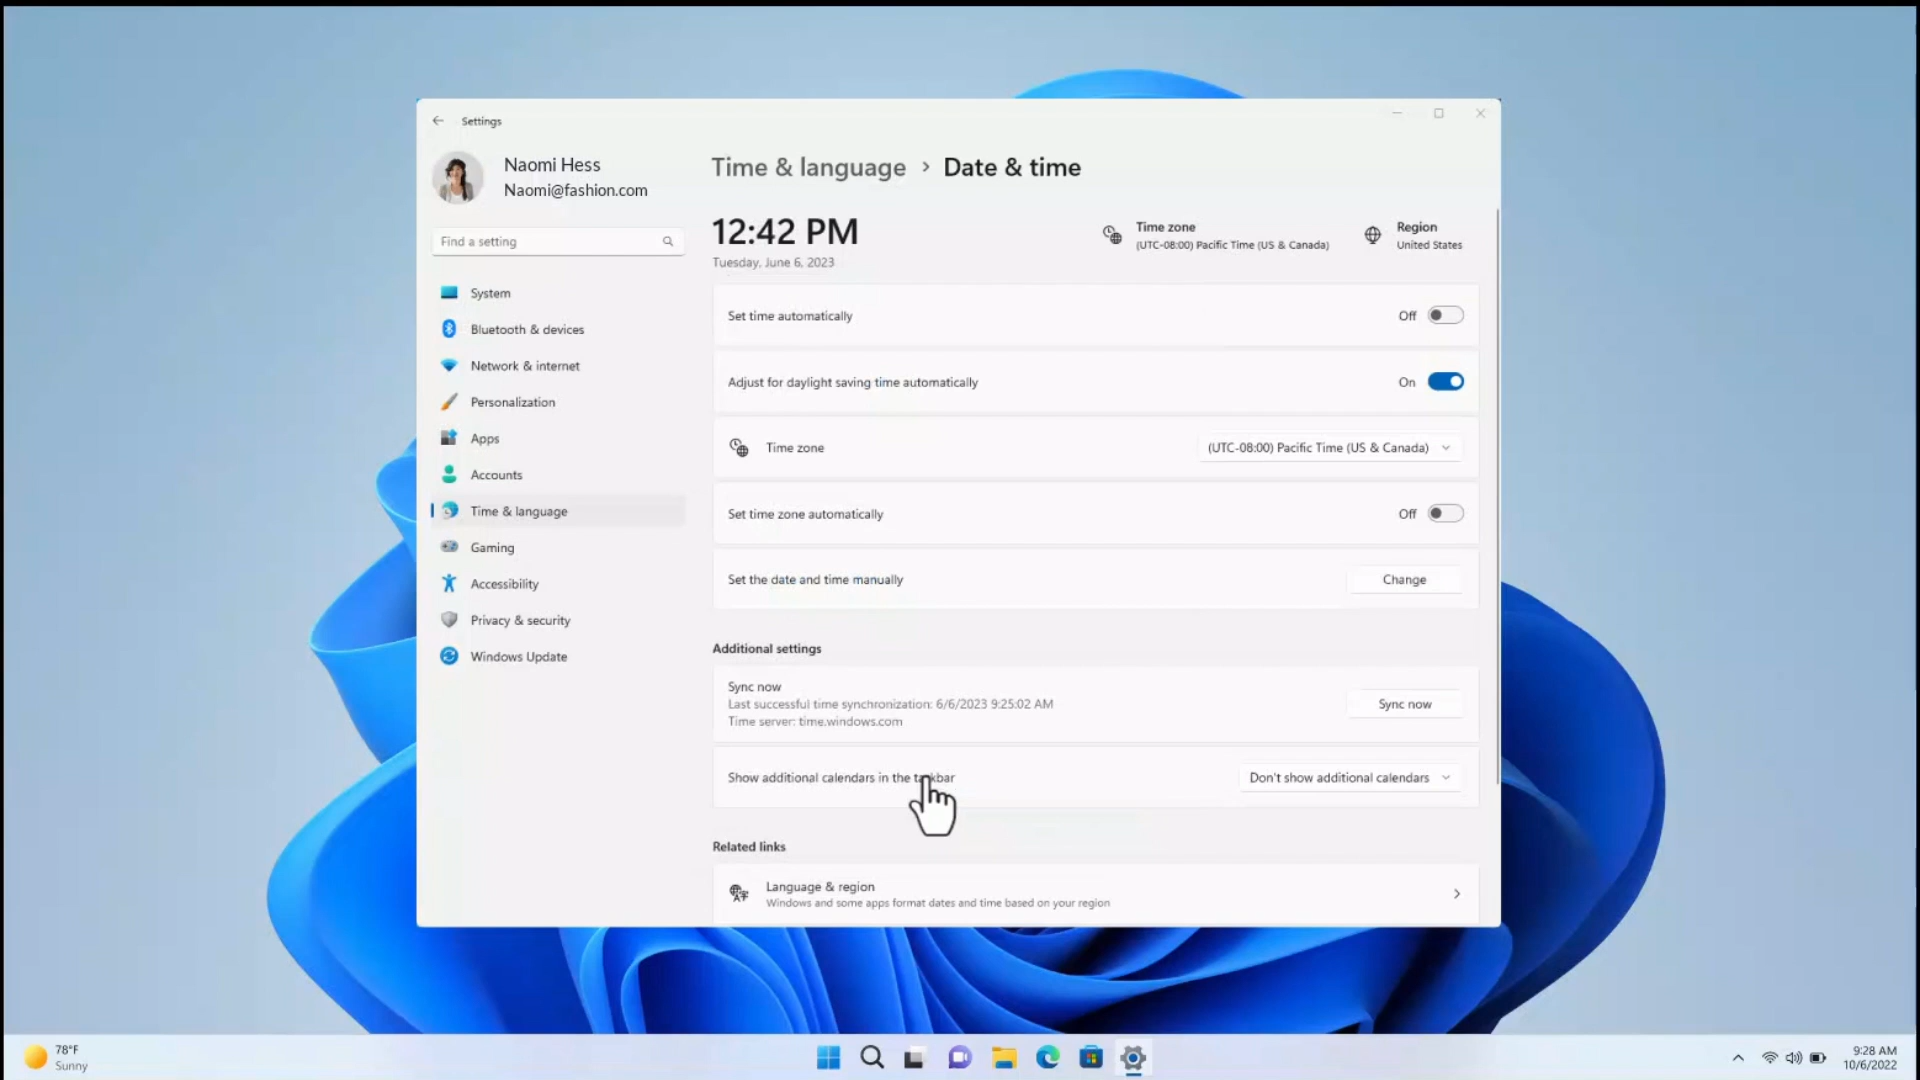 Settings
Naomi Hess
Naomi@fashion.com
Find a setting
System
Bluetooth & devices
Network & internet
Personalization
Apps
Accounts
Time & language
Gaming
Accessibility
Privacy & security
Windows Update
Time & language > Date & time
12:42 PM
Tuesday, June 6, 2023
Time zone
(UTC-08:00) Pacific Time (US & Canada)
Region
United States
Set time automatically Off
Adjust for daylight saving time automatically On
Time zone (UTC-08:00) Pacific Time (US & Canada)
Set time zone automatically Off
Set the date and time manually Change
Additional settings
Sync now
Last successful time synchronization: 6/6/2023 9:25:02 AM
Time server: time.windows.com
Sync now
Show additional calendars in the taskbar Don't show additional calendars
Related links
Language & region
Windows and some apps format dates and time based on your region
78°F
Sunny
9:28 AM
10/6/2022